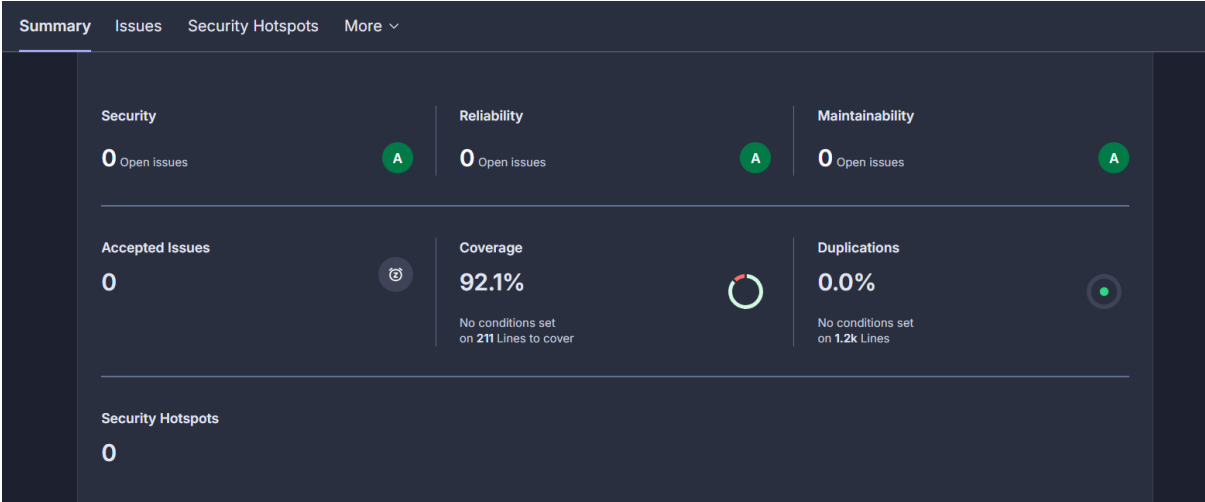 Summary Issues Security Hotspots More
Security Reliability Maintainability
0 Open issues A 0 Open issues A 0 Open issues A
Accepted Issues Coverage Duplications
0 92.1% 0.0%
No conditions set No conditions set
on 211 Lines to cover on 1.2k Lines
Security Hotspots
0